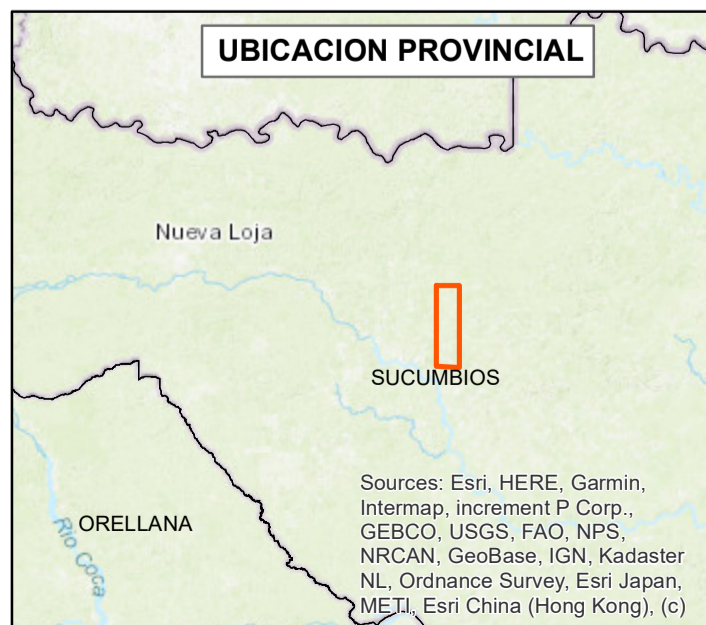 UBICACION PROVINCIAL
Nueva Loja
SUCUMBIOS
ORELLANA
Rio Coca
Sources: Esri, HERE, Garmin,
Intermap, increment P Corp.,
GEBCO, USGS, FAO, NPS,
NRCAN, GeoBase, IGN, Kadaster
NL, Ordnance Survey, Esri Japan,
METI, Esri China (Hong Kong), (c)